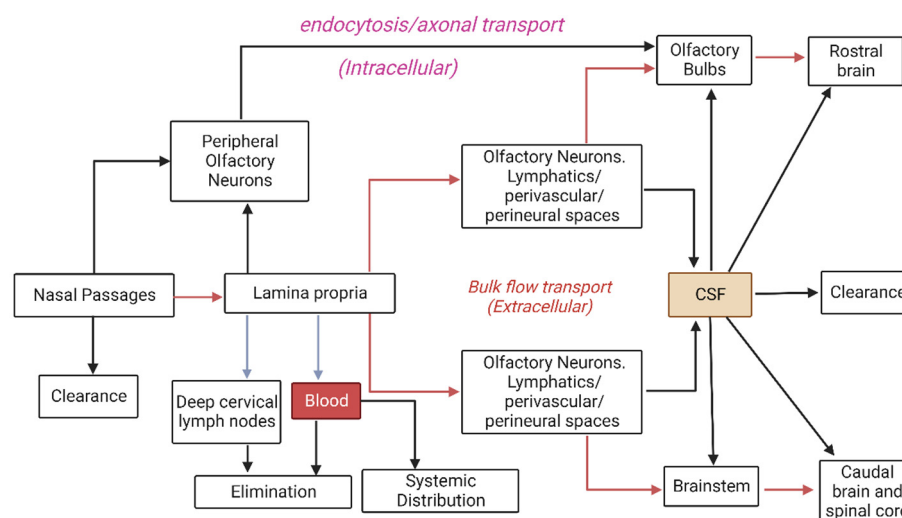 endocytosis/axonal transport
(Intracellular)
Olfactory
Bulbs
Rostral
brain
Peripheral
Olfactory
Neurons
Olfactory Neurons.
Lymphatics/
perivascular/
perineural spaces
Nasal Passages
Lamina propria
Bulk flow transport
(Extracellular)
CSF
Clearance
Clearance
Deep cervical
lymph nodes
Blood
Olfactory Neurons.
Lymphatics/
perivascular/
perineural spaces
Elimination
Systemic
Distribution
Brainstem
Caudal
brain and
spinal cord